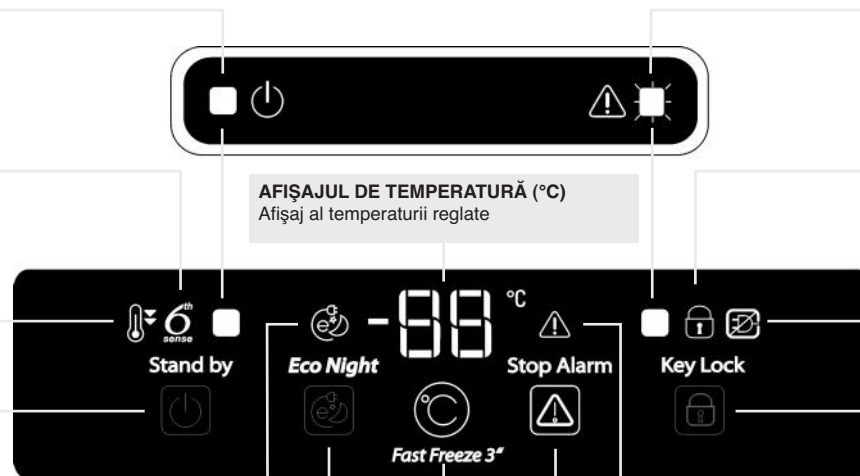 AFIŞAJUL DE TEMPERATURĂ (°C)
Afişaj al temperaturii reglate
6th
sense
-88 °C
Stand by
Eco Night
Stop Alarm
Key Lock
°C
Fast Freeze 3”